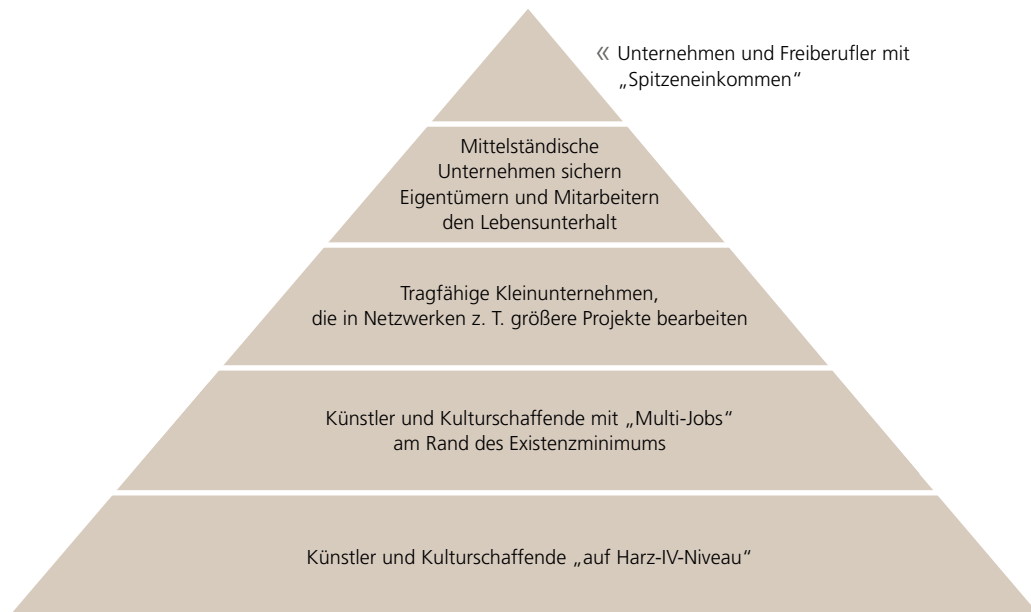 « Unternehmen und Freiberufler mit
„Spitzeneinkommen“
Mittelständische
Unternehmen sichern
Eigentümern und Mitarbeitern
den Lebensunterhalt
Tragfähige Kleinunternehmen,
die in Netzwerken z. T. größere Projekte bearbeiten
Künstler und Kulturschaffende mit „Multi-Jobs“
am Rand des Existenzminimums
Künstler und Kulturschaffende „auf Harz-IV-Niveau“